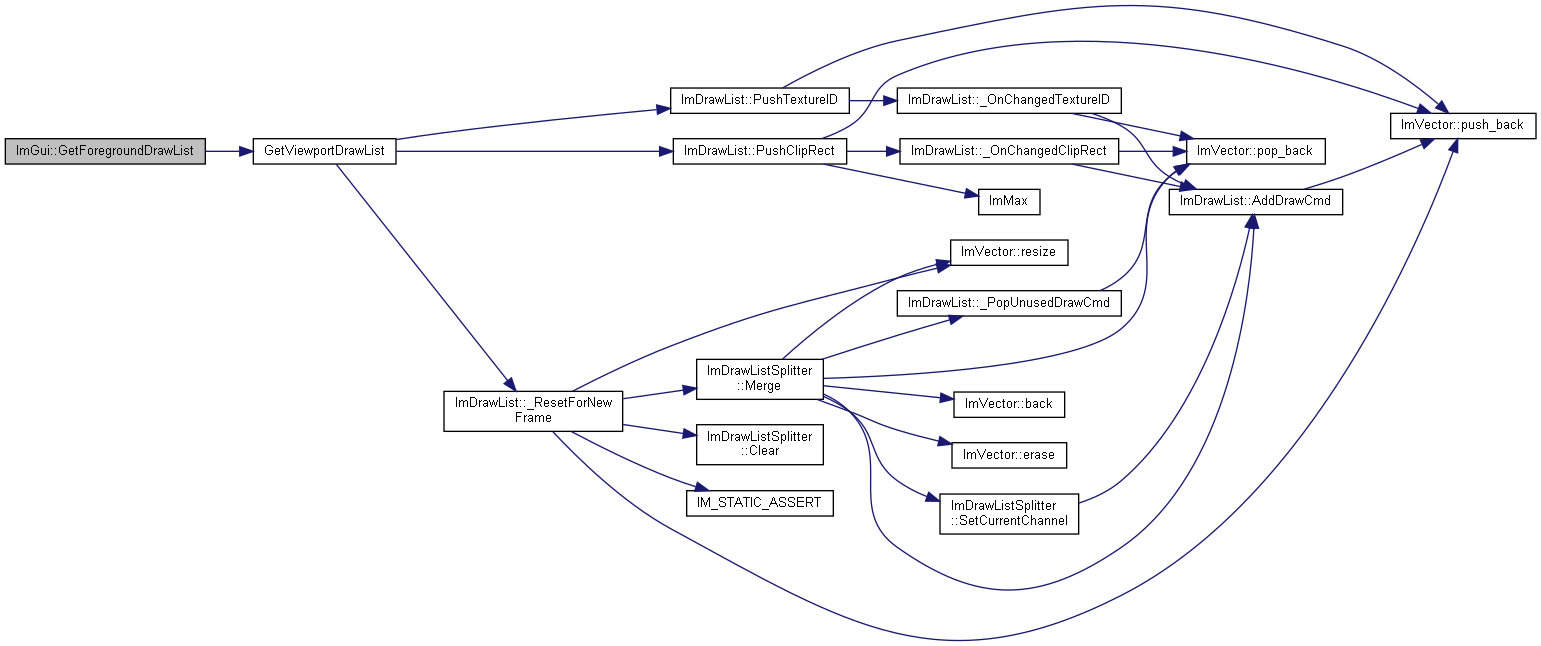 ImGui::GetForegroundDrawList
GetViewportDrawList
ImDrawList::PushTextureID
ImDrawList::_OnChangedTextureID
ImVector::push_back
ImDrawList::PushClipRect
ImDrawList::_OnChangedClipRect
ImVector::pop_back
ImMax
ImDrawList::AddDrawCmd
ImVector::resize
ImDrawList::_PopUnusedDrawCmd
ImDrawList::_ResetForNew
Frame
ImDrawListSplitter
::Merge
ImVector::back
ImDrawListSplitter
::Clear
ImVector::erase
IM_STATIC_ASSERT
ImDrawListSplitter
::SetCurrentChannel